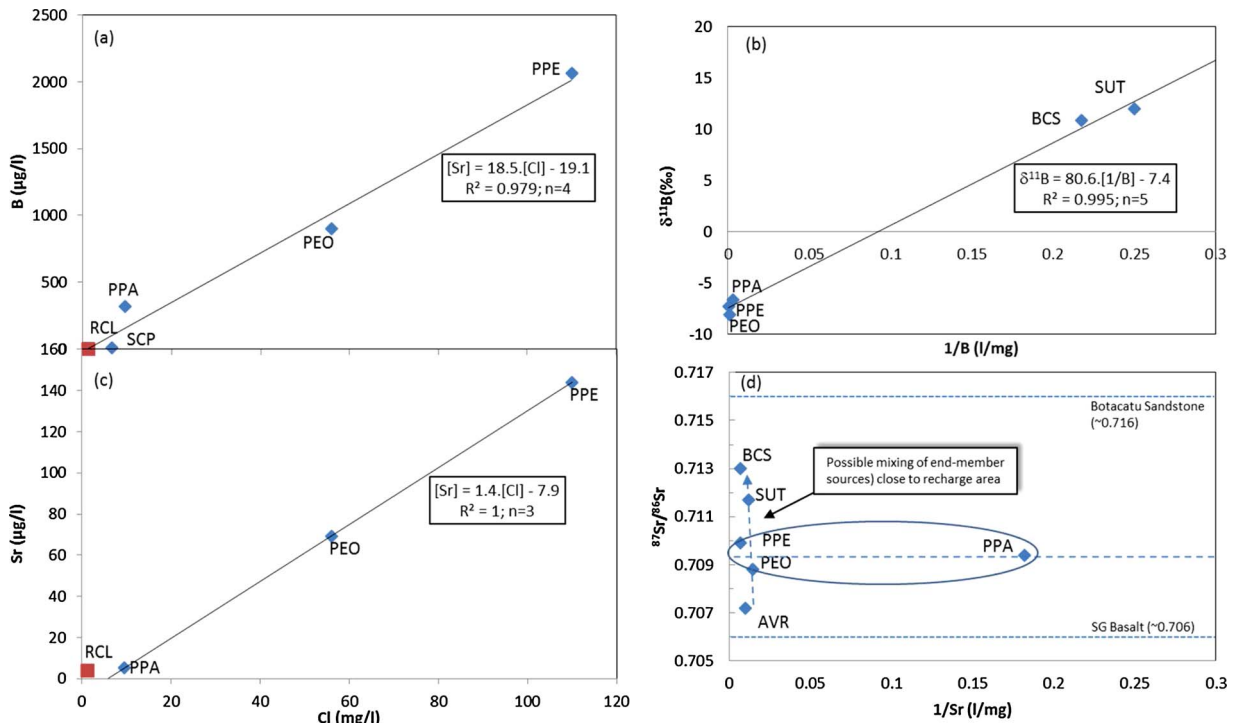 (a)
2500
2000
1500
1000
500
160
B (µg/l)
PPE
PEO
PPA
RCL
SCP
[Sr] = 18.5.[Cl] - 19.1
R² = 0.979; n=4
(b)
20
15
10
5
0
-5
-10
δ¹¹B(‰)
SUT
BCS
δ¹¹B = 80.6.[1/B] - 7.4
R² = 0.995; n=5
0 0.05 0.1 0.15 0.2 0.25 0.3
PPA
PPE
PEO
1/B (l/mg)
(c)
140
120
100
80
60
40
20
0
Sr (µg/l)
PPE
[Sr] = 1.4.[Cl] - 7.9
R² = 1; n=3
PEO
RCL
PPA
0 20 40 60 80 100 120
Cl (mg/l)
(d)
0.717
0.715
0.713
0.711
0.709
0.707
0.705
⁸⁷Sr/⁸⁶Sr
Botacatu Sandstone
(~0.716)
BCS
Possible mixing of end-member
sources) close to recharge area
SUT
PPE
PPA
PEO
AVR
SG Basalt (~0.706)
0 0.05 0.1 0.15 0.2 0.25 0.3
1/Sr (l/mg)